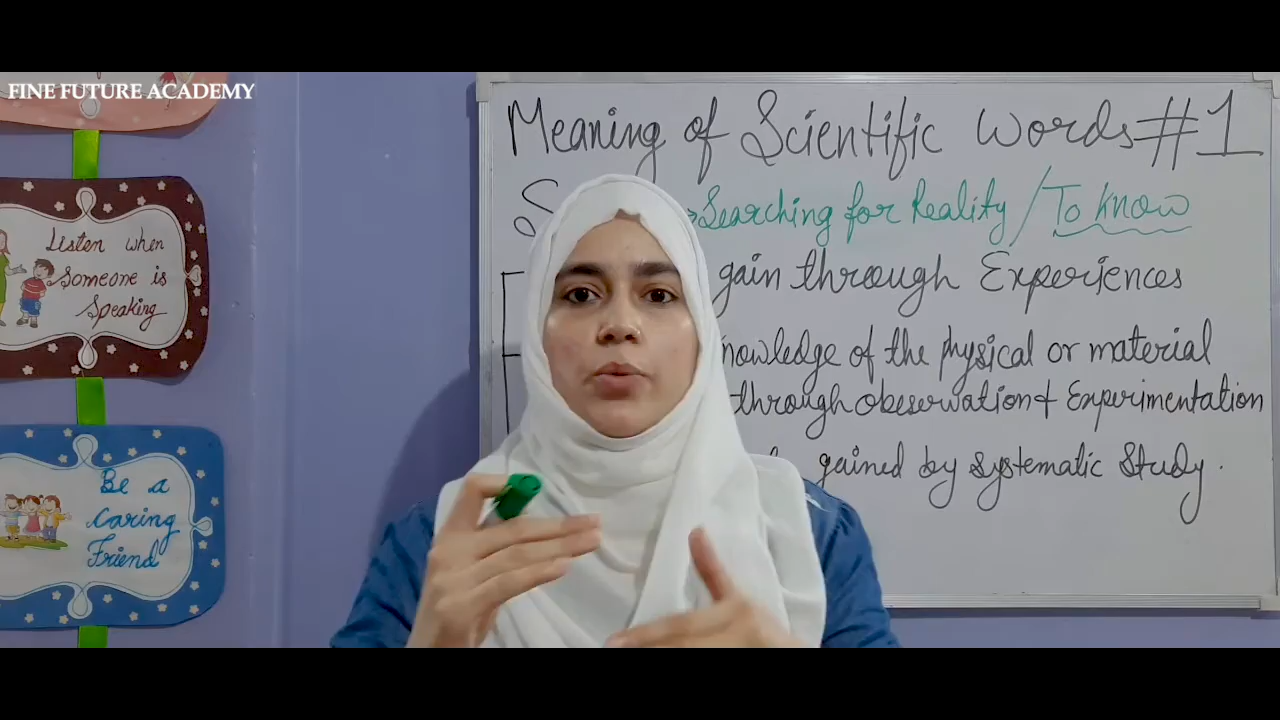 FINE FUTURE ACADEMY
Listen when
someone is
Speaking
Be a
caring
Friend
Meaning of Scientific Words #1
Searching for Reality / To know
gain through Experiences
nowledge of the physical or material
through obeservation & Experimentation
gained by systematic study.